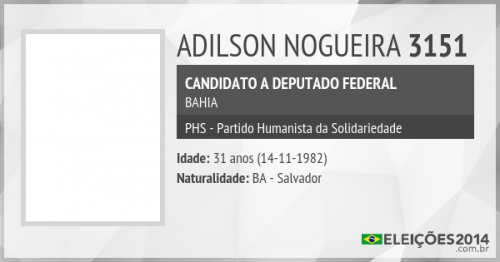 ADILSON NOGUEIRA 3151
CANDIDATO A DEPUTADO FEDERAL
BAHIA
PHS - Partido Humanista da Solidariedade
Idade: 31 anos (14-11-1982)
Naturalidade: BA - Salvador
ELEIÇÕES2014
.com.br